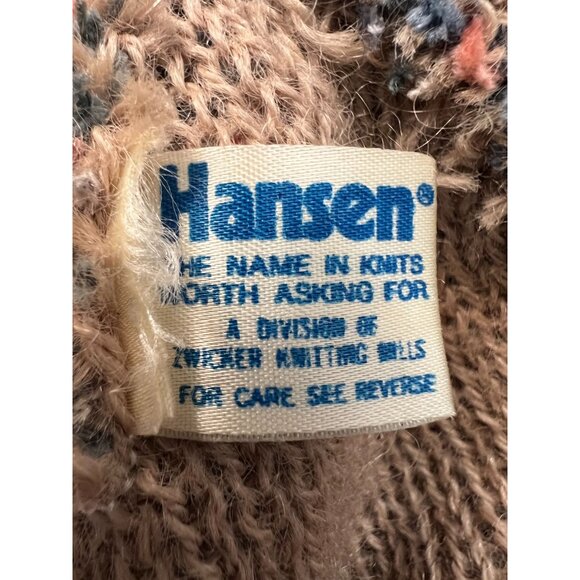 Hansen®
THE NAME IN KNITS
WORTH ASKING FOR
A DIVISION OF
ZWICKER KNITTING MILLS
FOR CARE SEE REVERSE